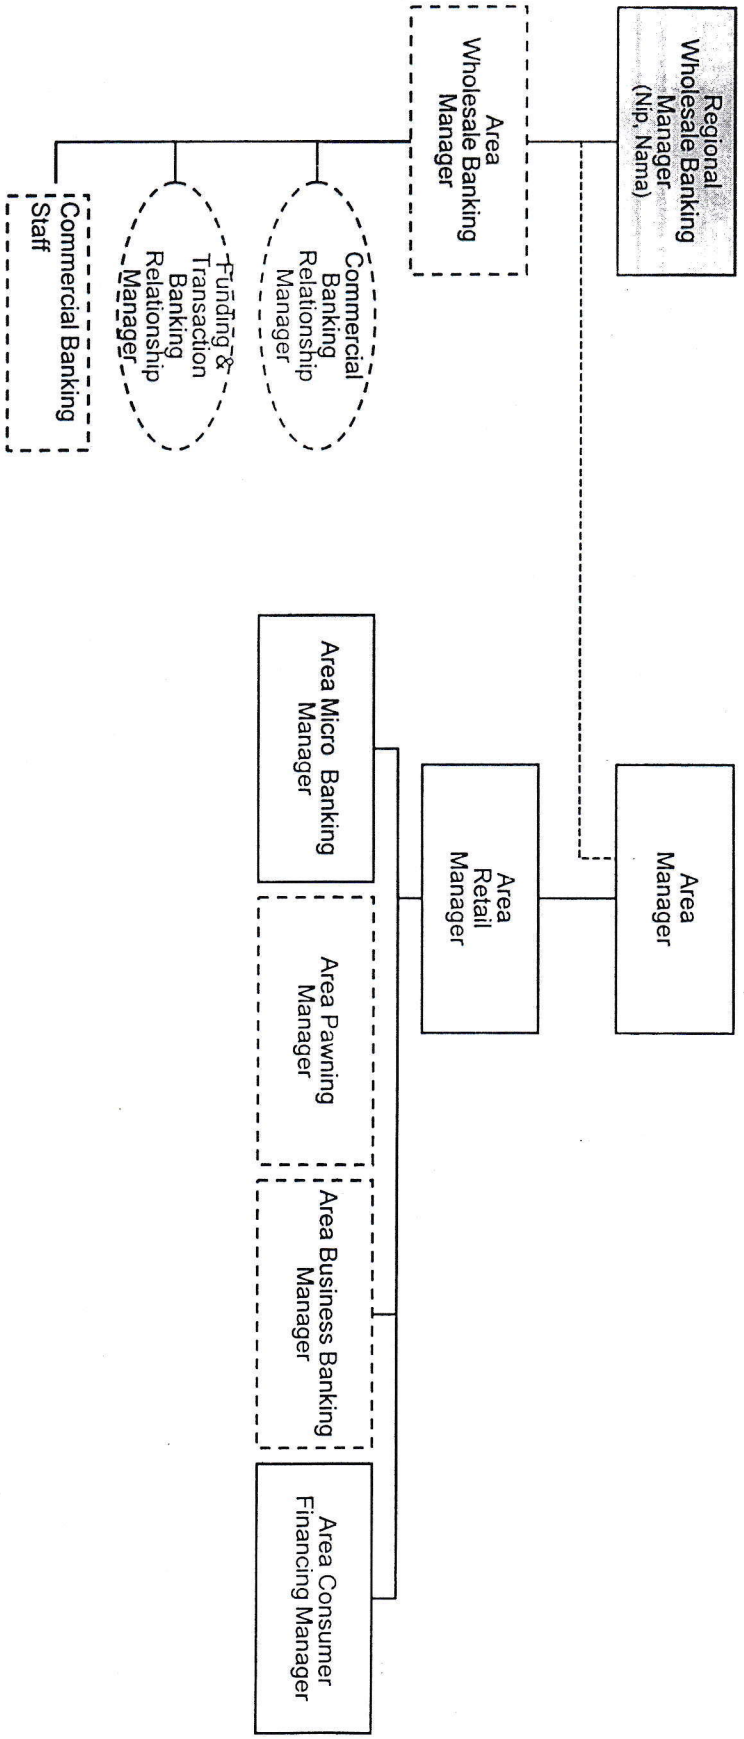 Regional
Wholesale Banking
Manager
(Nip, Nama)
Area
Manager
Area
Wholesale Banking
Manager
Area
Retail
Manager
Commercial
Banking
Relationship
Manager
Funding &
Transaction
Banking
Relationship
Manager
Commercial Banking
Staff
Area Micro Banking
Manager
Area Pawning
Manager
Area Business Banking
Manager
Area Consumer
Financing Manager